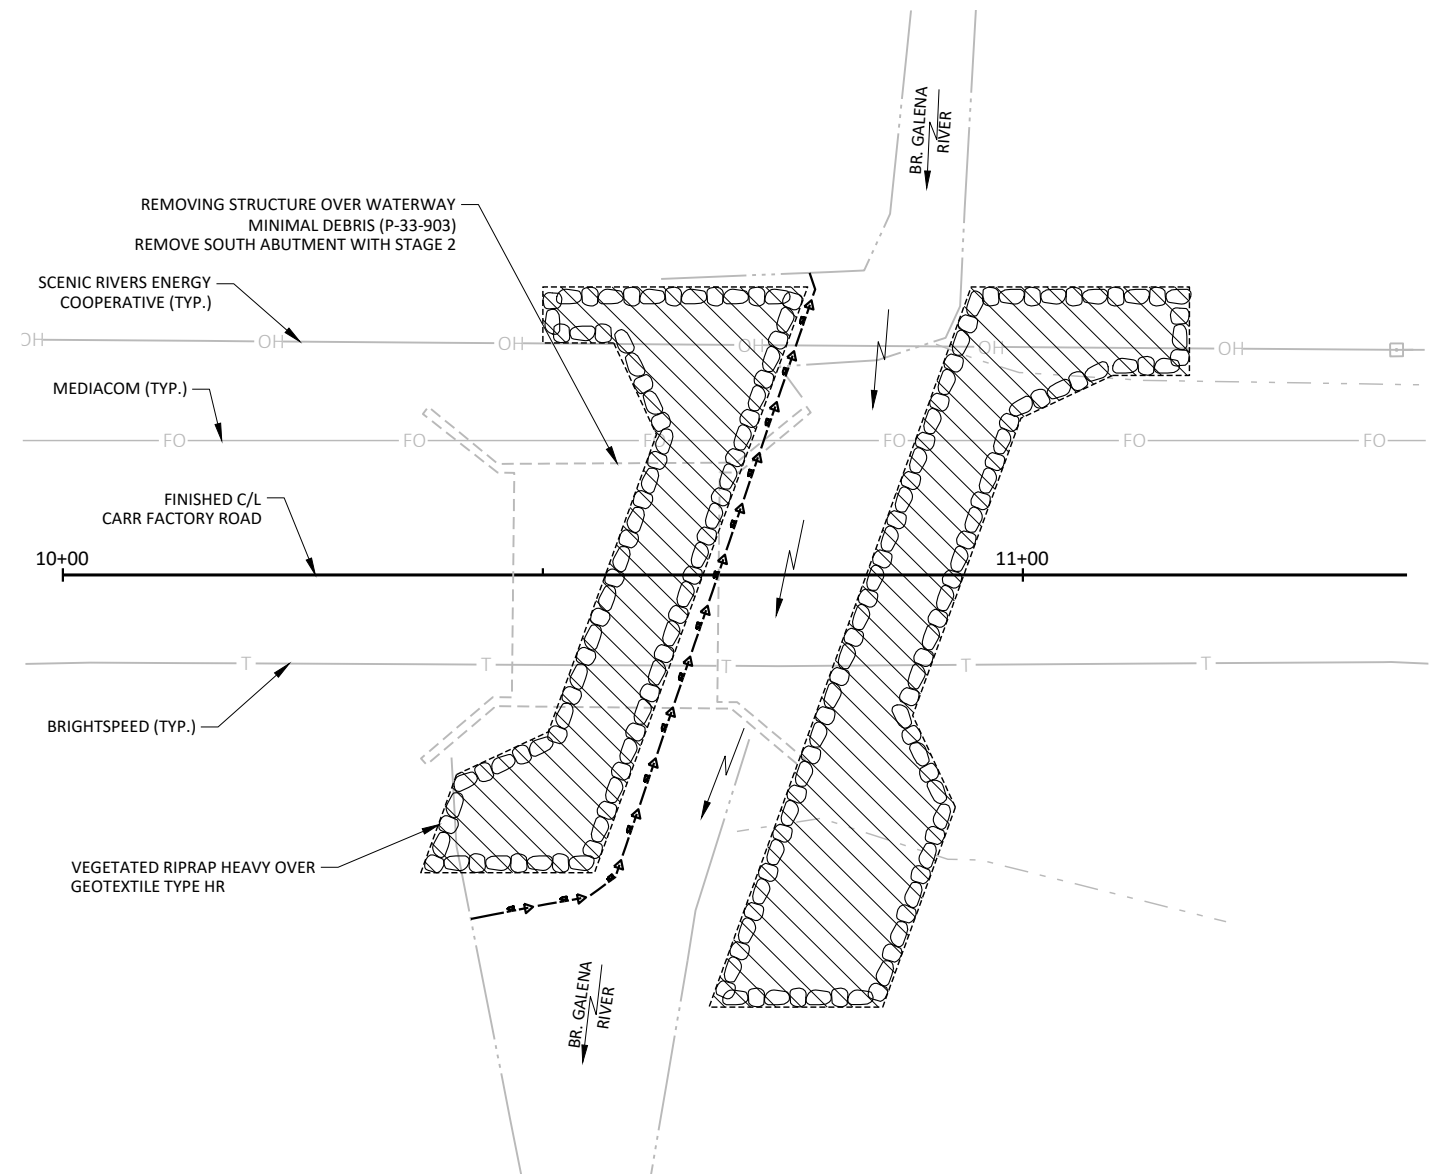 BR. GALENA
RIVER
REMOVING STRUCTURE OVER WATERWAY
MINIMAL DEBRIS (P-33-903)
REMOVE SOUTH ABUTMENT WITH STAGE 2
SCENIC RIVERS ENERGY
COOPERATIVE (TYP.)
OH OH OH OH OH OH
MEDIACOM (TYP.)
FO FO FO FO FO FO
FINISHED C/L
CARR FACTORY ROAD
10+00 11+00
T T T T T
BRIGHTSPEED (TYP.)
VEGETATED RIPRAP HEAVY OVER
GEOTEXTILE TYPE HR
BR. GALENA
RIVER